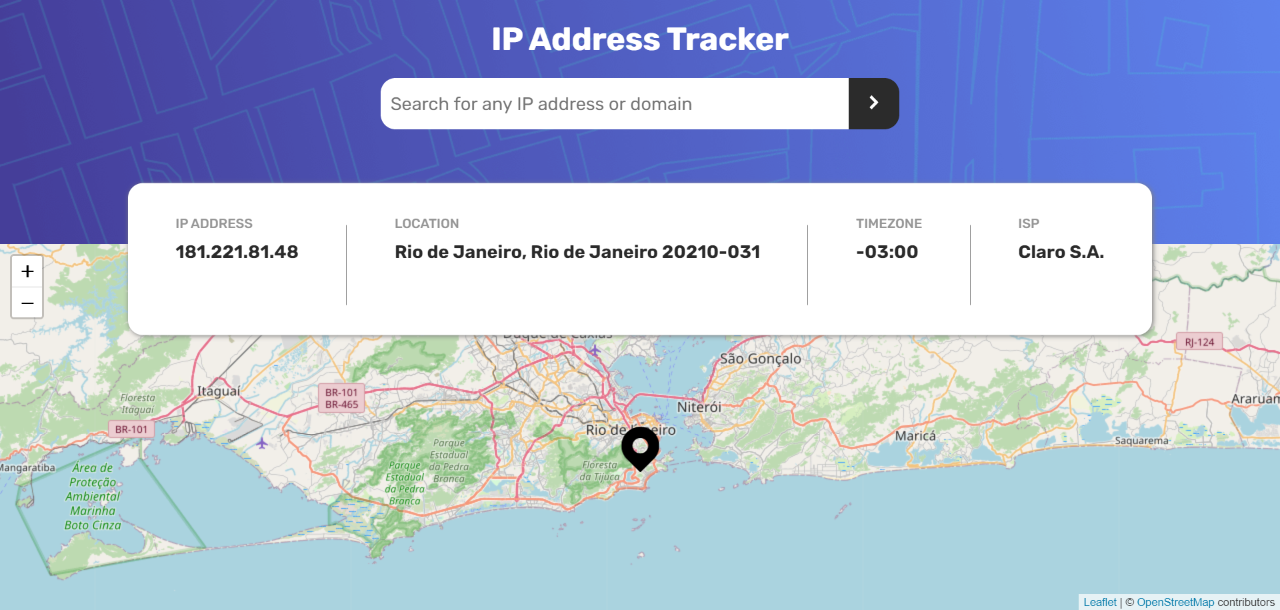 IP Address Tracker
Search for any IP address or domain
IP ADDRESS
181.221.81.48
LOCATION
Rio de Janeiro, Rio de Janeiro 20210-031
TIMEZONE
-03:00
ISP
Claro S.A.
+
−
Duque de Caxias
RJ-124
São Gonçalo
Itaguaí
BR-101
BR-465
Floresta
Itaguaí
Araruam
Niterói
BR-101
Rio de Janeiro
Maricá
Saquarema
Parque
Estadual
da Pedra
Branca
Mangaratiba
Área de
Proteção
Ambiental
Marinha
Boto Cinza
Parque
Estadual
da Pedra
Branca
Floresta
da Tijuca
Leaflet | © OpenStreetMap contributors